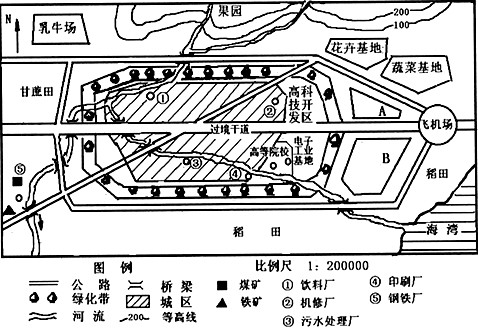 N
乳牛场
果园
200
100
花卉基地
蔬菜基地
甘蔗田
①
②
高科
技开
发区
A
过境干道
飞机场
电子
工业
基地
高等院校
B
⑤
③
④
稻田
稻田
海湾
图例 比例尺 1:200000
公路 桥梁 煤矿 ①饮料厂 ④印刷厂
绿化带 城区 铁矿 ②机修厂 ⑤钢铁厂
河流 200 等高线 ③污水处理厂